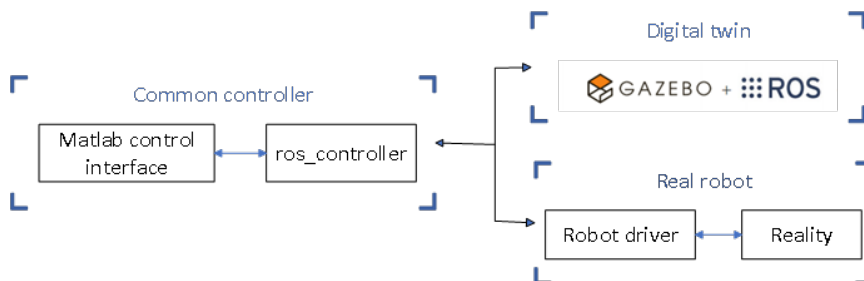 Digital twin
GAZEBO + ROS
Common controller
Matlab control
interface
ros_controller
Real robot
Robot driver
Reality